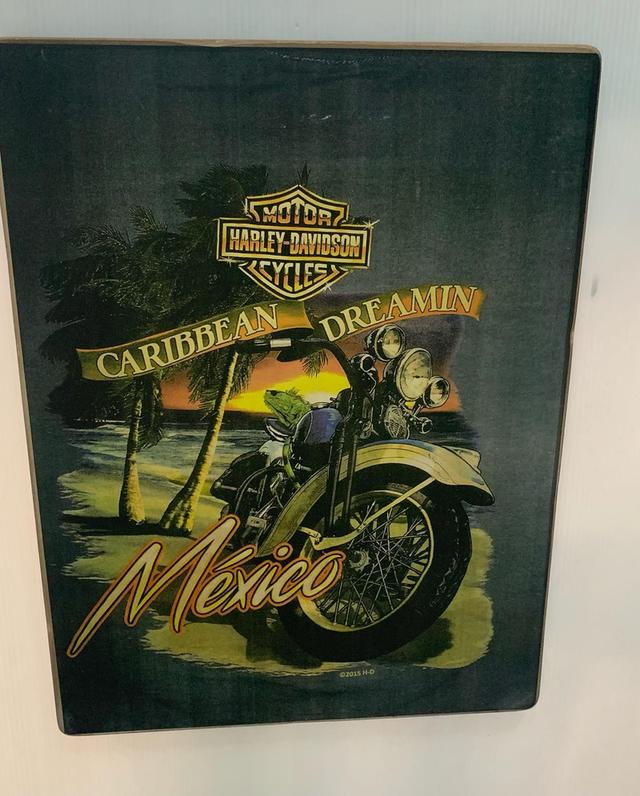 MOTOR
HARLEY-DAVIDSON
CYCLES
CARIBBEAN DREAMIN
México
©2015 H-D